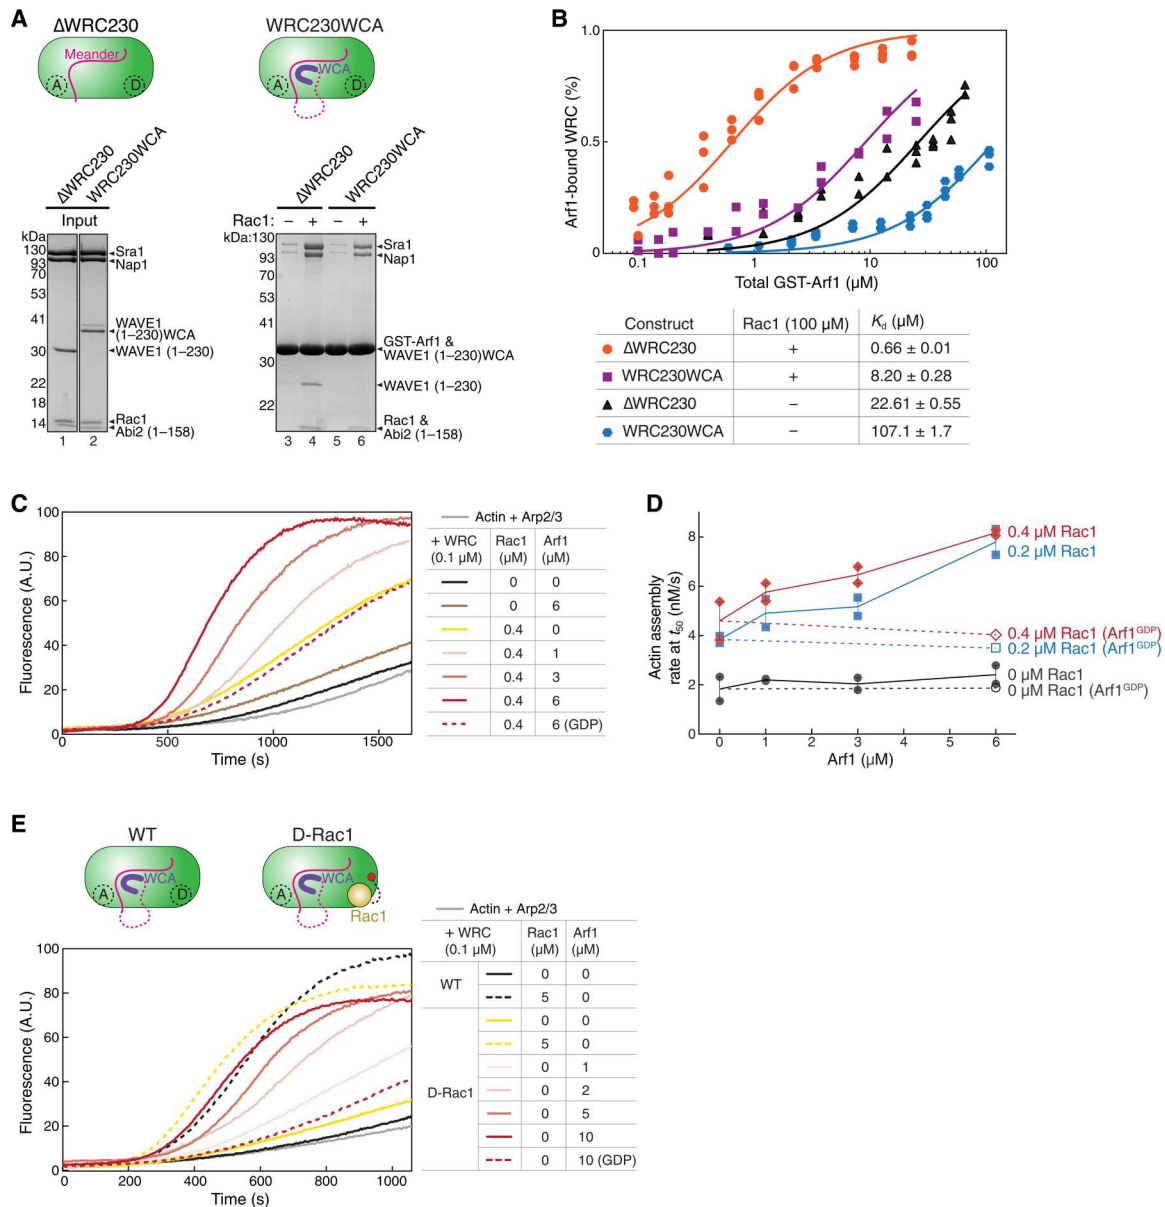 A
ΔWRC230
WRC230WCA
Meander
A
D
A
WCA
D
ΔWRC230
WRC230WCA
Input
kDa
130
93
70
53
41
30
22
18
14
Sra1
Nap1
WAVE1
(1–230)WCA
WAVE1 (1–230)
Rac1
Abi2 (1–158)
1 2
ΔWRC230
WRC230WCA
Rac1: – + – +
kDa:130
93
70
53
41
30
22
Sra1
Nap1
GST-Arf1 &
WAVE1 (1–230)WCA
WAVE1 (1–230)
Rac1 &
Abi2 (1–158)
3 4 5 6
B
Arf1-bound WRC (%)
1.0
0.5
0
0.1 1 10 100
Total GST-Arf1 (μM)
Construct Rac1 (100 μM) Kd (μM)
ΔWRC230 + 0.66 ± 0.01
WRC230WCA + 8.20 ± 0.28
ΔWRC230 – 22.61 ± 0.55
WRC230WCA – 107.1 ± 1.7
C
Fluorescence (A.U.)
100
80
60
40
20
0
0 500 1000 1500
Time (s)
Actin + Arp2/3
+ WRC Rac1 Arf1
(0.1 μM) (μM) (μM)
0 0
0 6
0.4 0
0.4 1
0.4 3
0.4 6
0.4 6 (GDP)
D
Actin assembly
rate at t50 (nM/s)
8
6
4
2
0
0 1 2 3 4 5 6
Arf1 (μM)
0.4 μM Rac1
0.2 μM Rac1
0.4 μM Rac1 (Arf1GDP)
0.2 μM Rac1 (Arf1GDP)
0 μM Rac1
0 μM Rac1 (Arf1GDP)
E
WT
D-Rac1
A
WCA
D
A
WCA
Rac1
Fluorescence (A.U.)
100
80
60
40
20
0
0 200 400 600 800 1000
Time (s)
Actin + Arp2/3
+ WRC Rac1 Arf1
(0.1 μM) (μM) (μM)
WT
0 0
5 0
D-Rac1
0 0
5 0
0 1
0 2
0 5
0 10
0 10 (GDP)